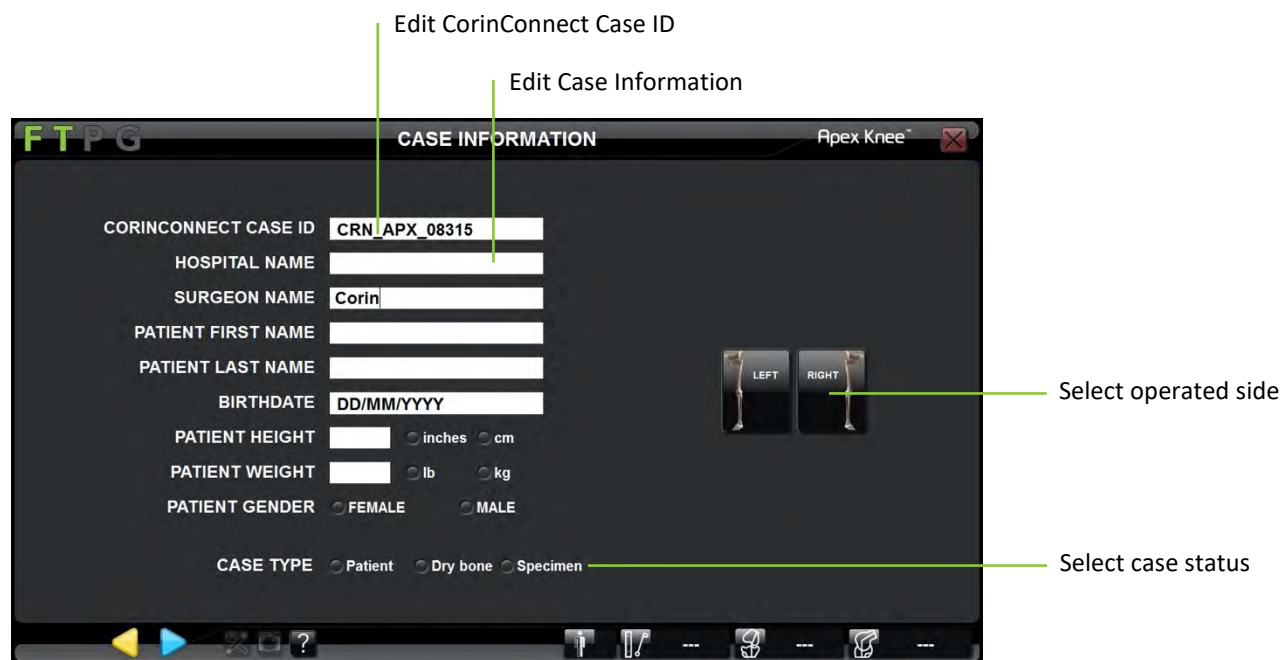 Edit CorinConnect Case ID
Edit Case Information
F T P G
CASE INFORMATION
Apex Knee™
CORINCONNECT CASE ID CRN_APX_08315
HOSPITAL NAME
SURGEON NAME Corin
PATIENT FIRST NAME
PATIENT LAST NAME
LEFT RIGHT
Select operated side
BIRTHDATE DD/MM/YYYY
PATIENT HEIGHT inches cm
PATIENT WEIGHT lb kg
PATIENT GENDER FEMALE MALE
CASE TYPE Patient Dry bone Specimen
Select case status
? --- --- ---